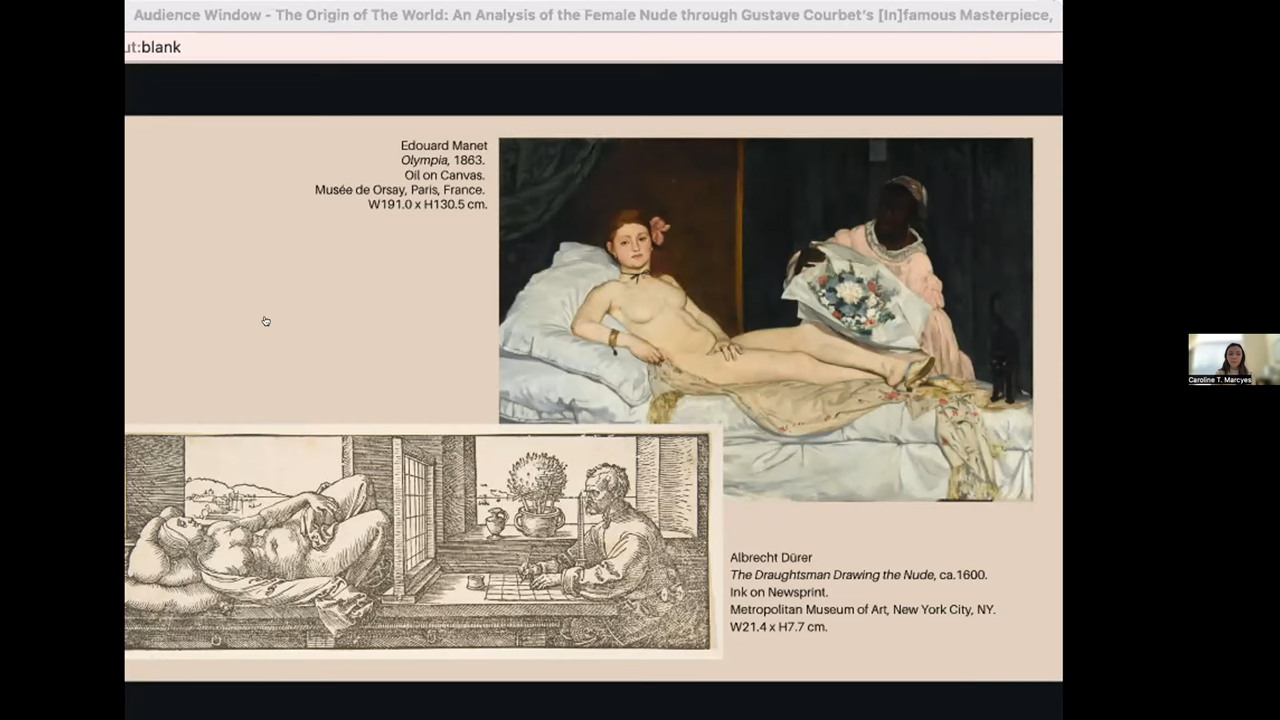 Audience Window - The Origin of The World: An Analysis of the Female Nude through Gustave Courbet's [In]famous Masterpiece,
ut:blank
Edouard Manet
Olympia, 1863.
Oil on Canvas.
Musée de Orsay, Paris, France.
W191.0 x H130.5 cm.
Albrecht Dürer
The Draughtsman Drawing the Nude, ca.1600.
Ink on Newsprint.
Metropolitan Museum of Art, New York City, NY.
W21.4 x H7.7 cm.
Caroline T. Marcyes